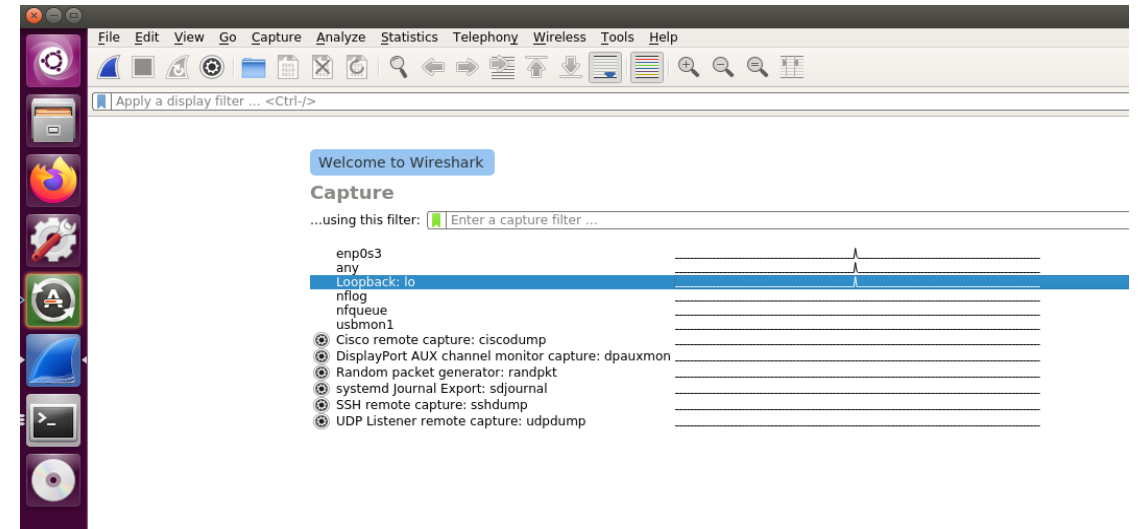 File Edit View Go Capture Analyze Statistics Telephony Wireless Tools Help
Apply a display filter ... <Ctrl-/>
Welcome to Wireshark
Capture
...using this filter: Enter a capture filter ...
enp0s3
any
Loopback: lo
nflog
nfqueue
usbmon1
Cisco remote capture: ciscodump
DisplayPort AUX channel monitor capture: dpauxmon
Random packet generator: randpkt
systemd Journal Export: sdjournal
SSH remote capture: sshdump
UDP Listener remote capture: udpdump